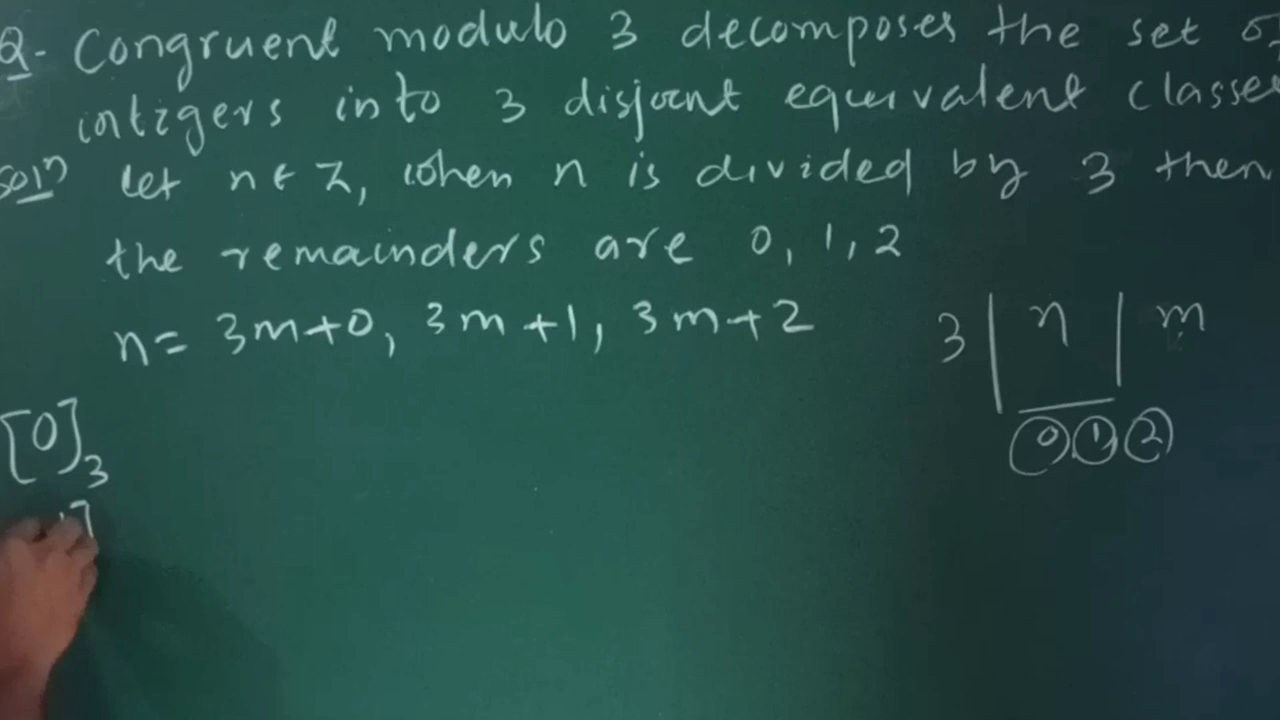 Q. Congruent modulo 3 decomposes the set of
intigers into 3 disjoint equivalent classes
Soln let n ∈ Z, when n is divided by 3 then
the remainders are 0, 1, 2
n = 3m+0, 3m+1, 3m+2
3 | n | m
0 1 2
[0]3